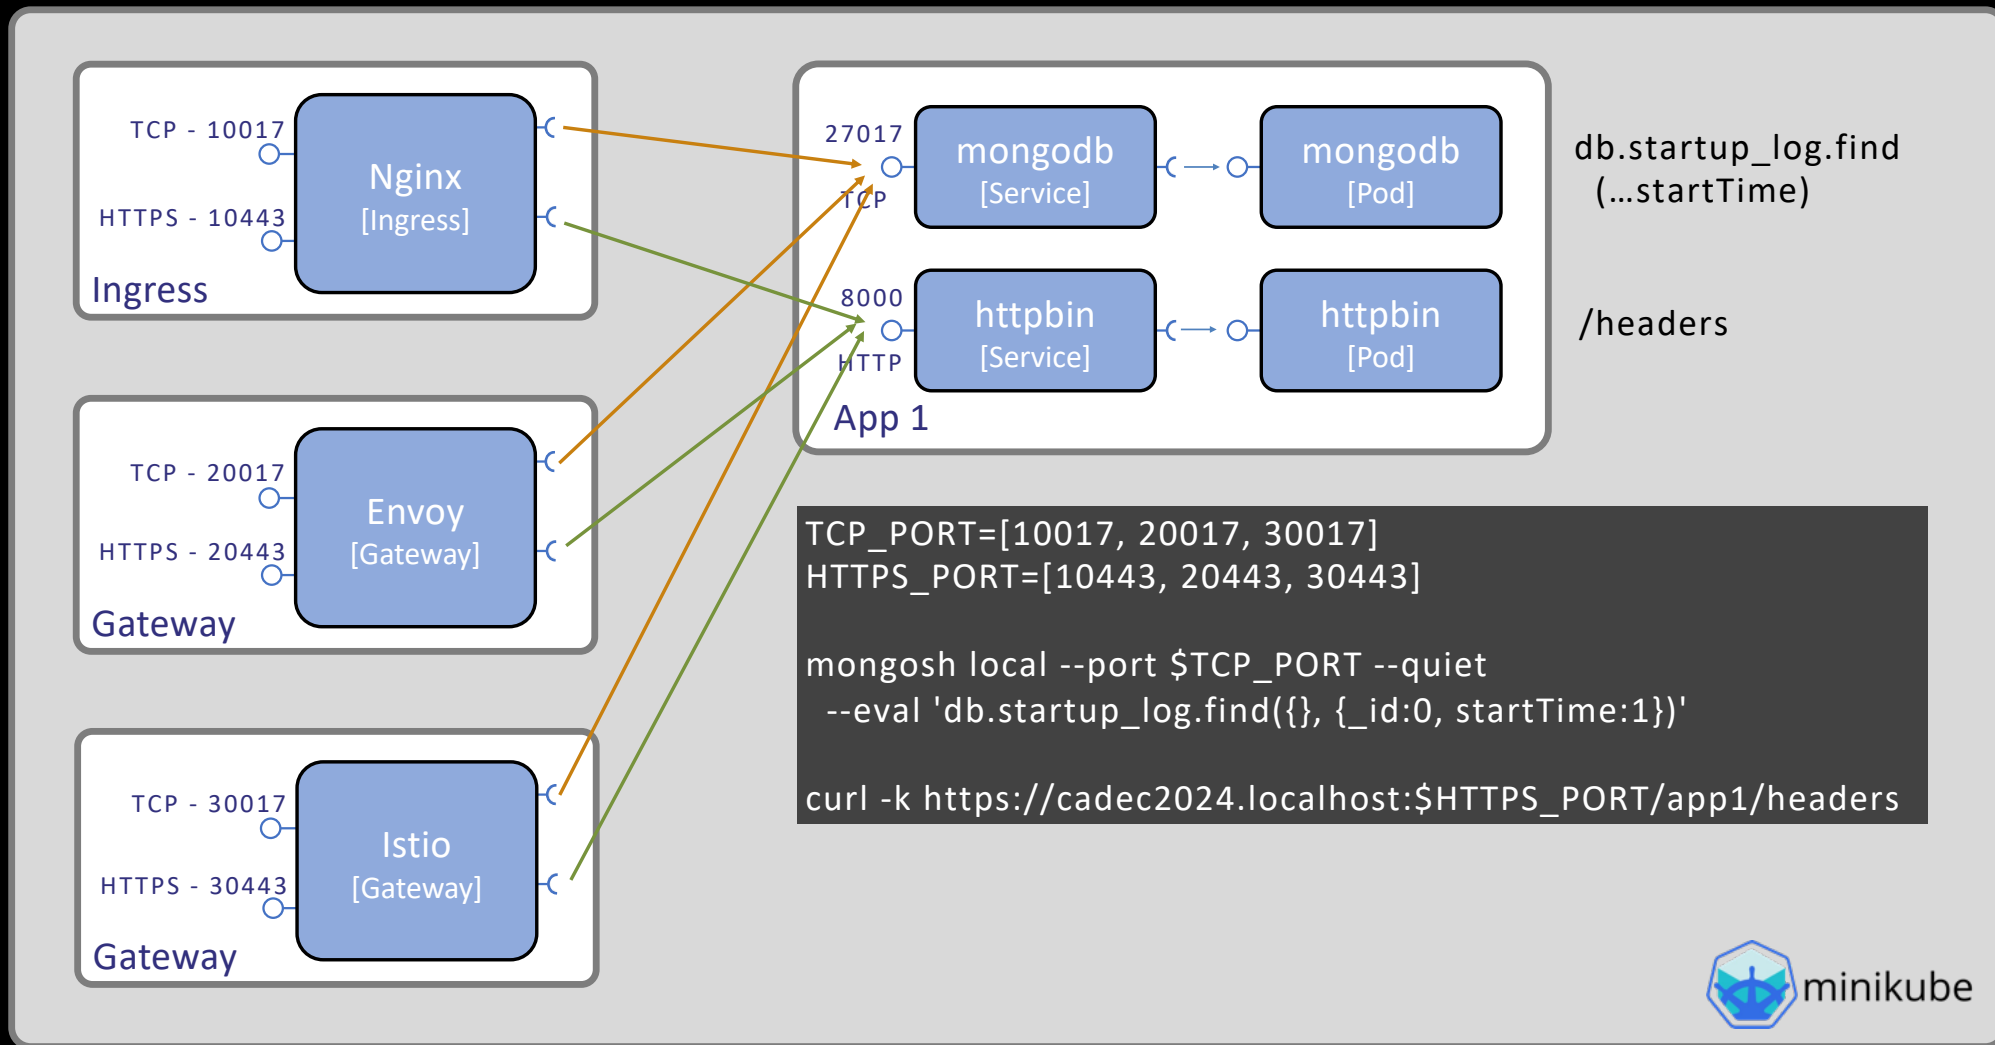 TCP - 10017
HTTPS - 10443
Nginx
[Ingress]
Ingress
TCP - 20017
HTTPS - 20443
Envoy
[Gateway]
Gateway
TCP - 30017
HTTPS - 30443
Istio
[Gateway]
Gateway
27017
TCP
mongodb
[Service]
mongodb
[Pod]
db.startup_log.find
(...startTime)
8000
HTTP
httpbin
[Service]
httpbin
[Pod]
/headers
App 1
TCP_PORT=[10017, 20017, 30017]
HTTPS_PORT=[10443, 20443, 30443]
mongosh local --port $TCP_PORT --quiet
--eval 'db.startup_log.find({}, {_id:0, startTime:1})'
curl -k https://cadec2024.localhost:$HTTPS_PORT/app1/headers
minikube